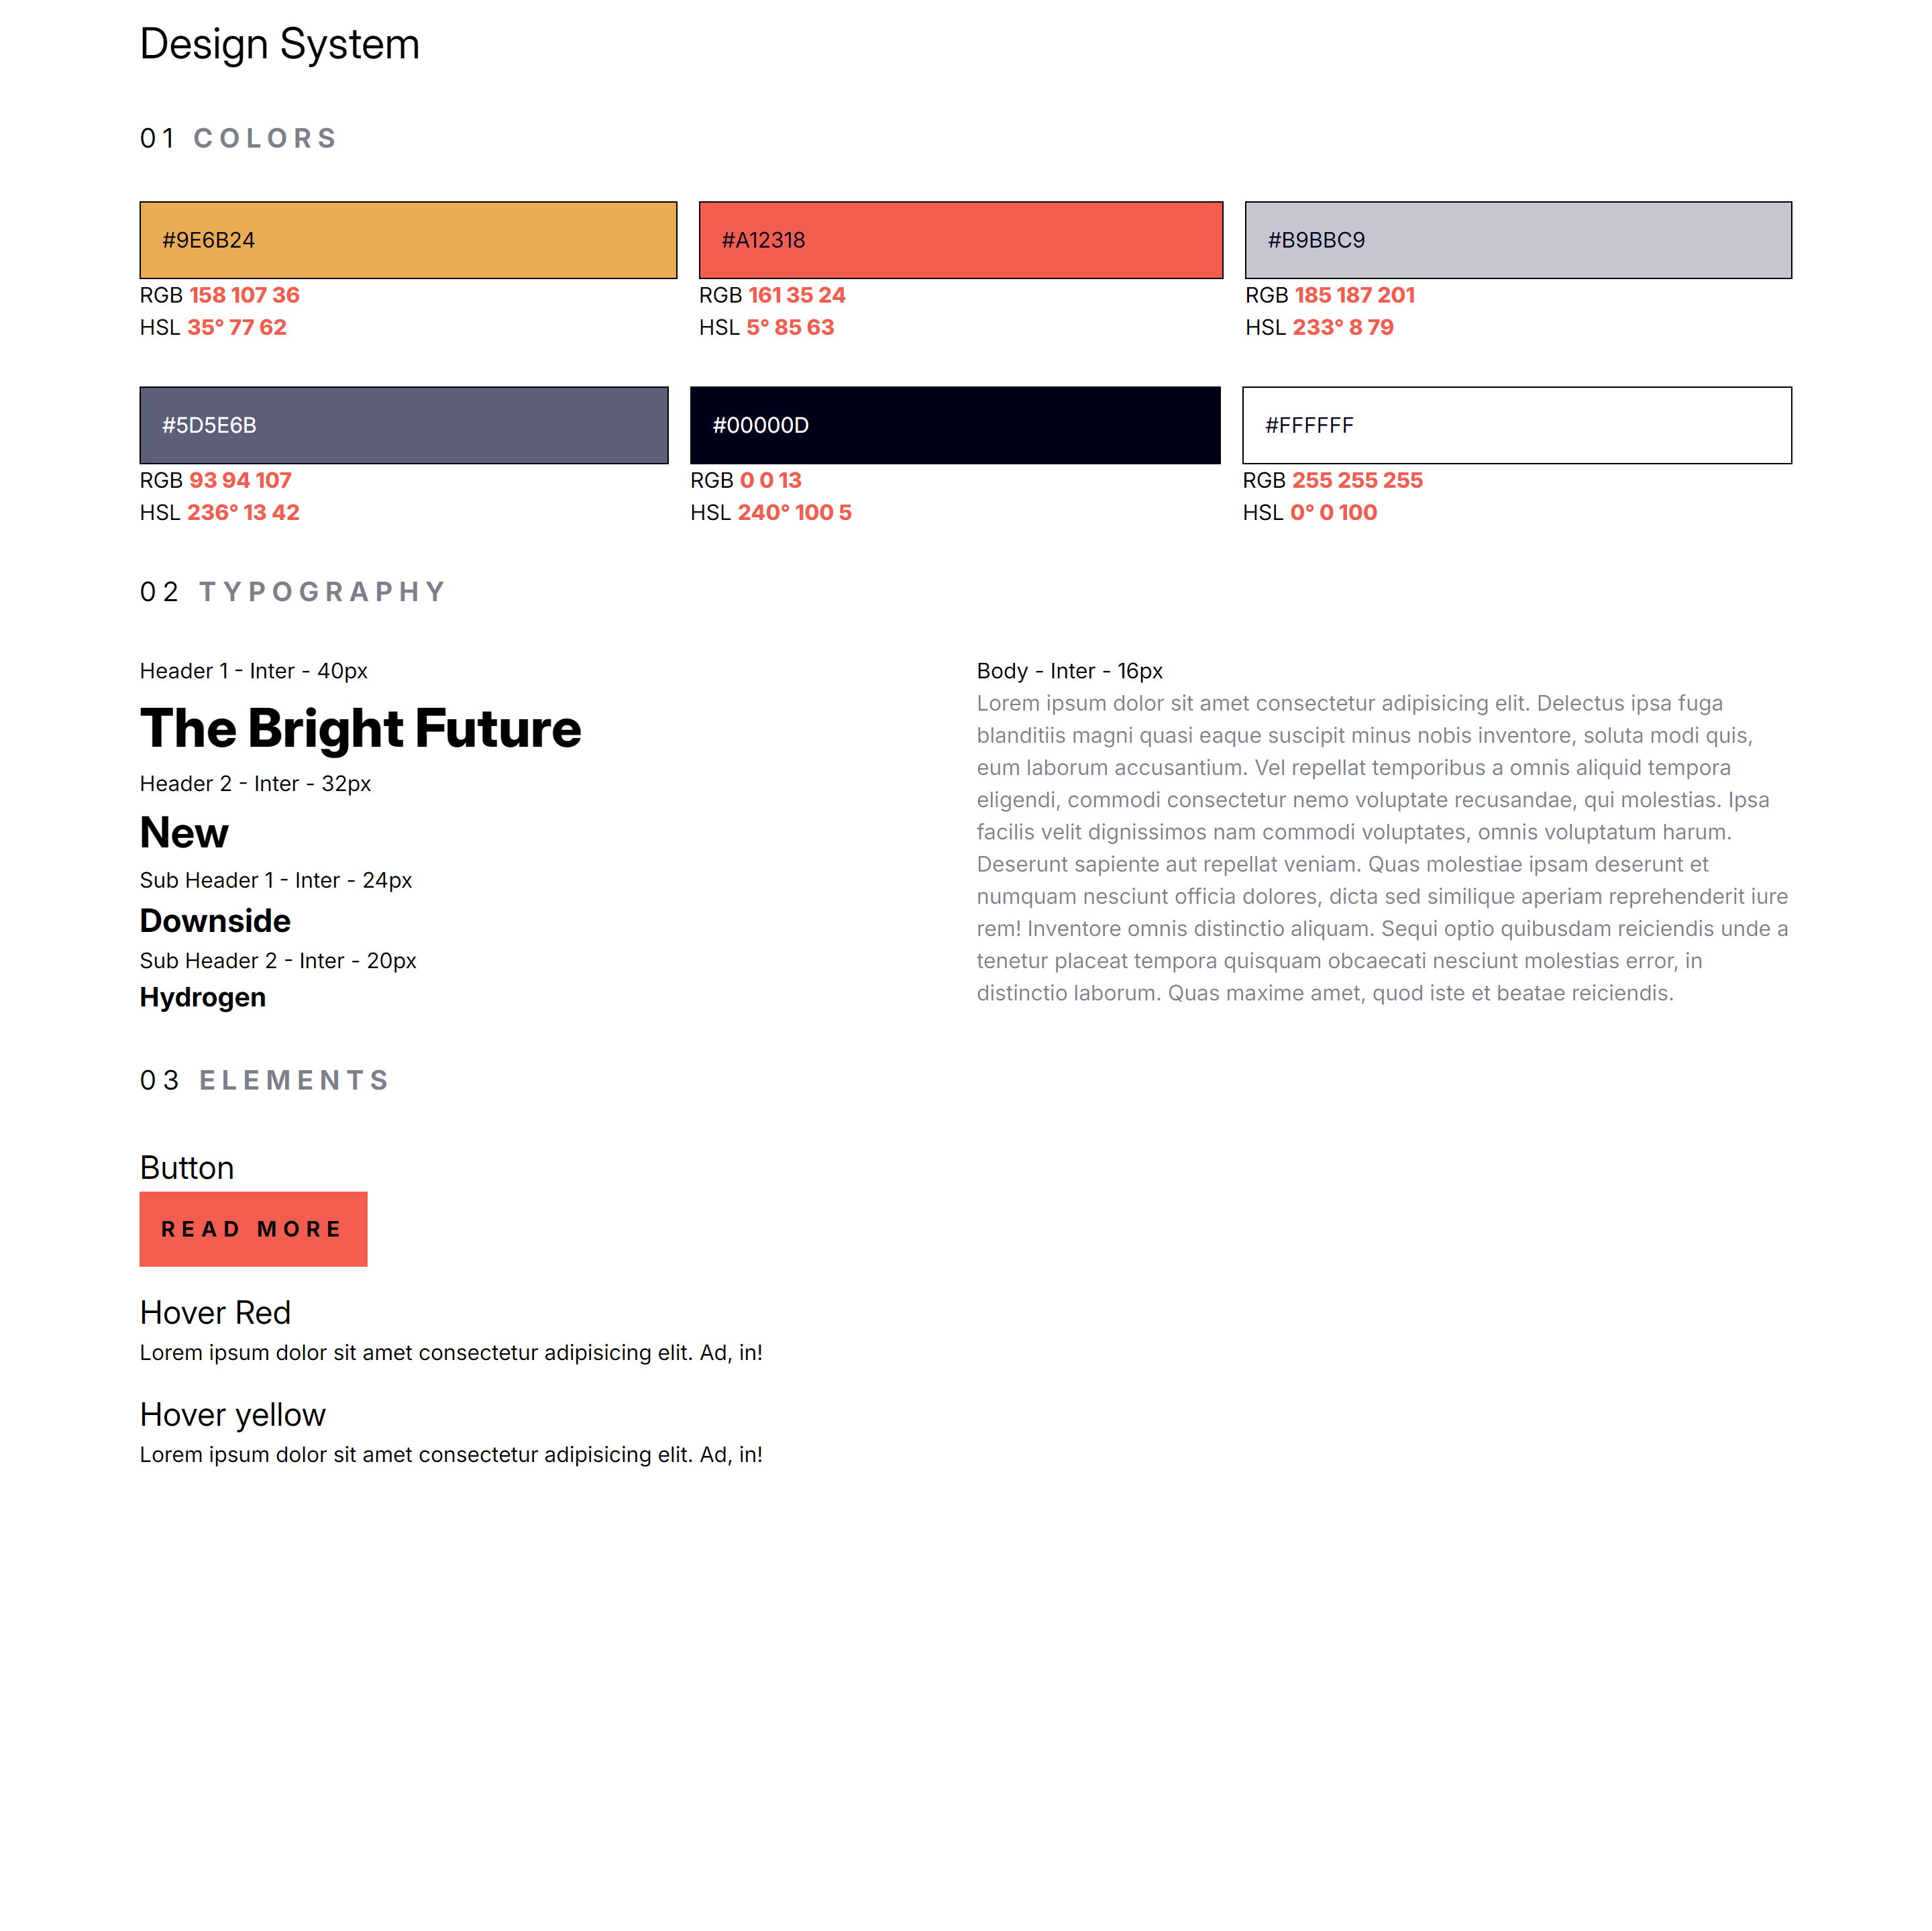 Design System
01 COLORS
#9E6B24
RGB 158 107 36
HSL 35° 77 62
#A12318
RGB 161 35 24
HSL 5° 85 63
#B9BBC9
RGB 185 187 201
HSL 233° 8 79
#5D5E6B
RGB 93 94 107
HSL 236° 13 42
#00000D
RGB 0 0 13
HSL 240° 100 5
#FFFFFF
RGB 255 255 255
HSL 0° 0 100
02 TYPOGRAPHY
Header 1 - Inter - 40px
The Bright Future
Header 2 - Inter - 32px
New
Sub Header 1 - Inter - 24px
Downside
Sub Header 2 - Inter - 20px
Hydrogen
Body - Inter - 16px
Lorem ipsum dolor sit amet consectetur adipisicing elit. Delectus ipsa fuga
blanditiis magni quasi eaque suscipit minus nobis inventore, soluta modi quis,
eum laborum accusantium. Vel repellat temporibus a omnis aliquid tempora
eligendi, commodi consectetur nemo voluptate recusandae, qui molestias. Ipsa
facilis velit dignissimos nam commodi voluptates, omnis voluptatum harum.
Deserunt sapiente aut repellat veniam. Quas molestiae ipsam deserunt et
numquam nesciunt officia dolores, dicta sed similique aperiam reprehenderit iure
rem! Inventore omnis distinctio aliquam. Sequi optio quibusdam reiciendis unde a
tenetur placeat tempora quisquam obcaecati nesciunt molestias error, in
distinctio laborum. Quas maxime amet, quod iste et beatae reiciendis.
03 ELEMENTS
Button
READ MORE
Hover Red
Lorem ipsum dolor sit amet consectetur adipisicing elit. Ad, in!
Hover yellow
Lorem ipsum dolor sit amet consectetur adipisicing elit. Ad, in!